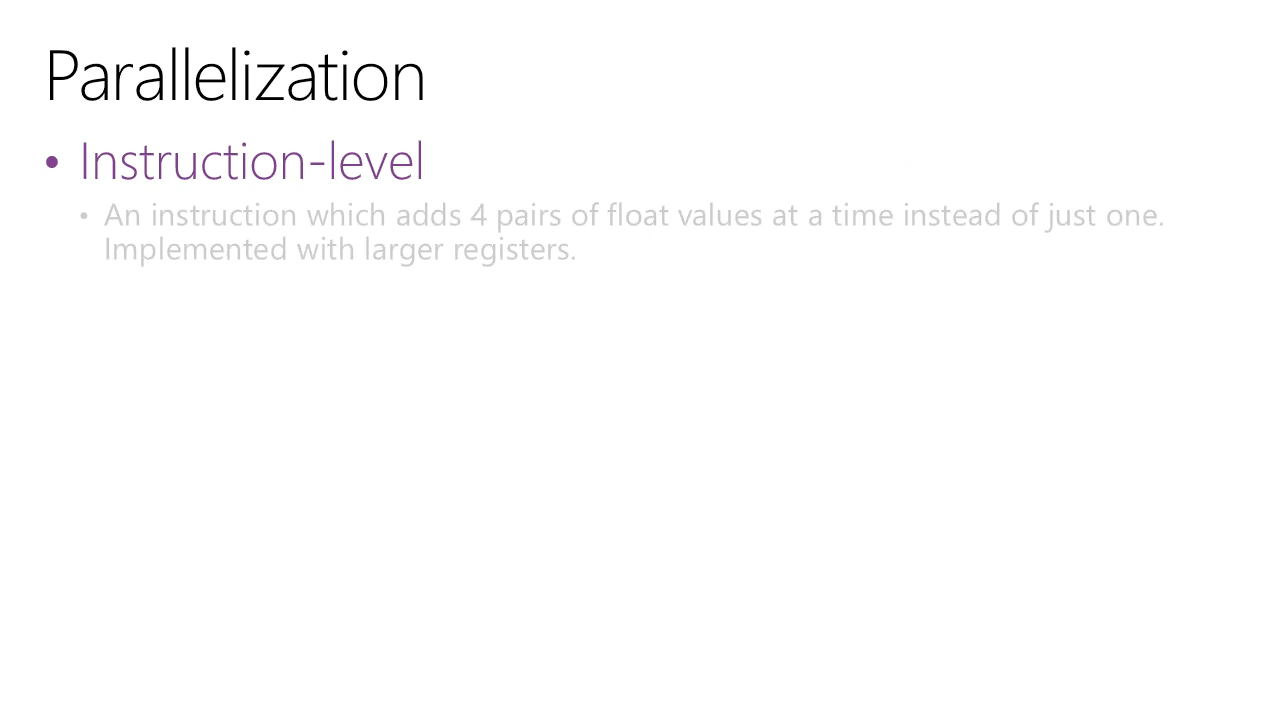 Parallelization
• Instruction-level
• An instruction which adds 4 pairs of float values at a time instead of just one.
Implemented with larger registers.